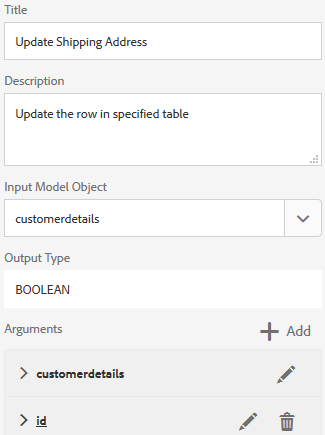 Title
Update Shipping Address
Description
Update the row in specified table
Input Model Object
customerdetails
Output Type
BOOLEAN
Arguments
Add
customerdetails
id